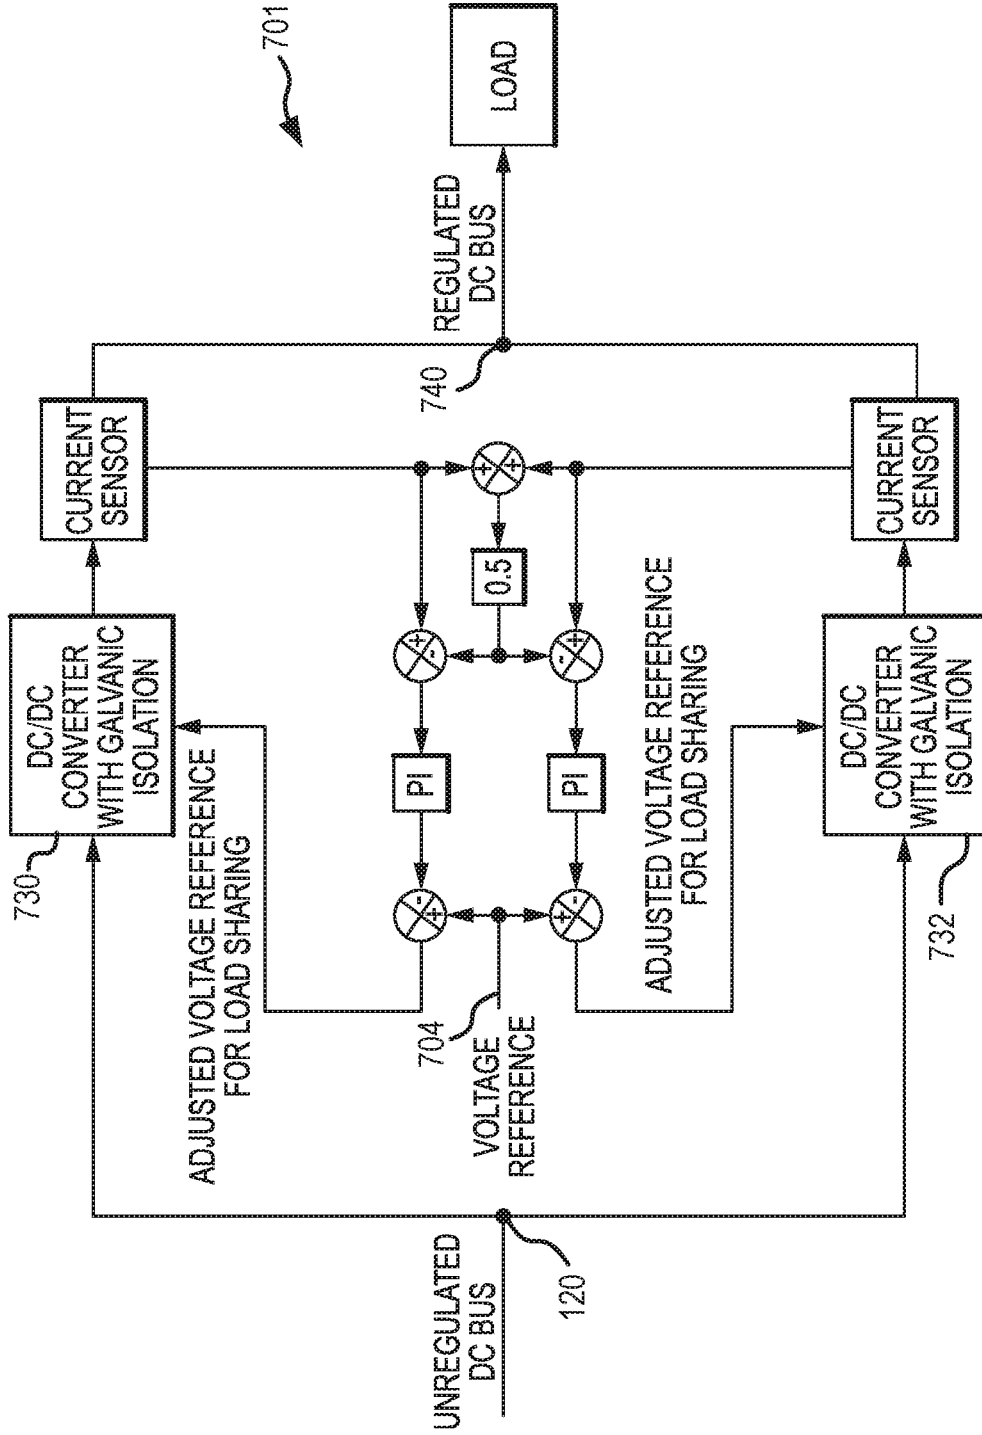 701
UNREGULATED
DC BUS
120
730
DC/DC
CONVERTER
WITH GALVANIC
ISOLATION
CURRENT
SENSOR
ADJUSTED VOLTAGE REFERENCE
FOR LOAD SHARING
VOLTAGE
REFERENCE
704
-
+
PI
+
-
+
+
0.5
+
-
PI
-
+
740
REGULATED
DC BUS
LOAD
ADJUSTED VOLTAGE REFERENCE
FOR LOAD SHARING
732
DC/DC
CONVERTER
WITH GALVANIC
ISOLATION
CURRENT
SENSOR